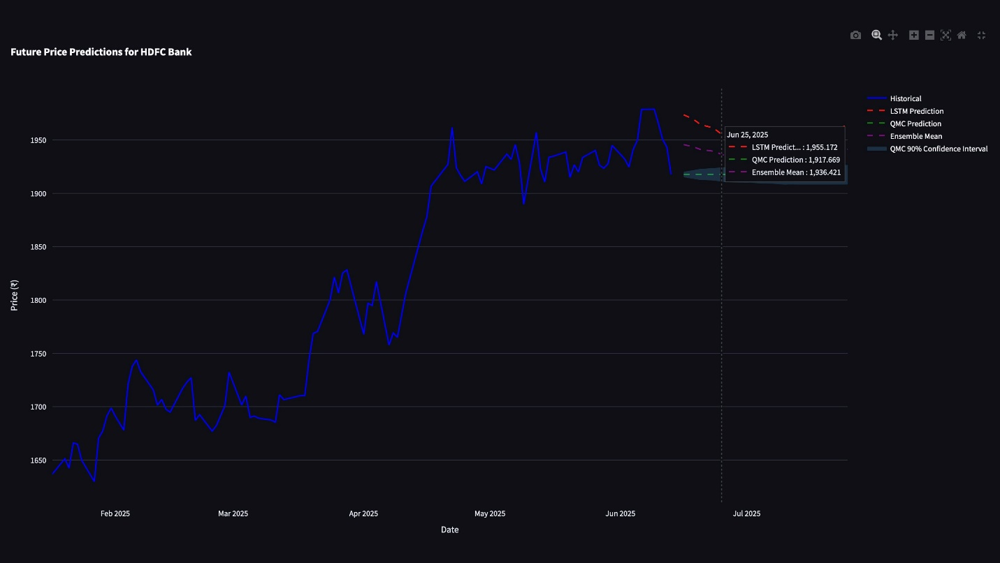 Future Price Predictions for HDFC Bank
Historical
LSTM Prediction
QMC Prediction
Ensemble Mean
QMC 90% Confidence Interval
Jun 25, 2025
LSTM Predict... : 1,955.172
QMC Prediction : 1,917.669
Ensemble Mean : 1,936.421
1950
1900
1850
1800
1750
1700
1650
Price (₹)
Feb 2025
Mar 2025
Apr 2025
May 2025
Jun 2025
Jul 2025
Date